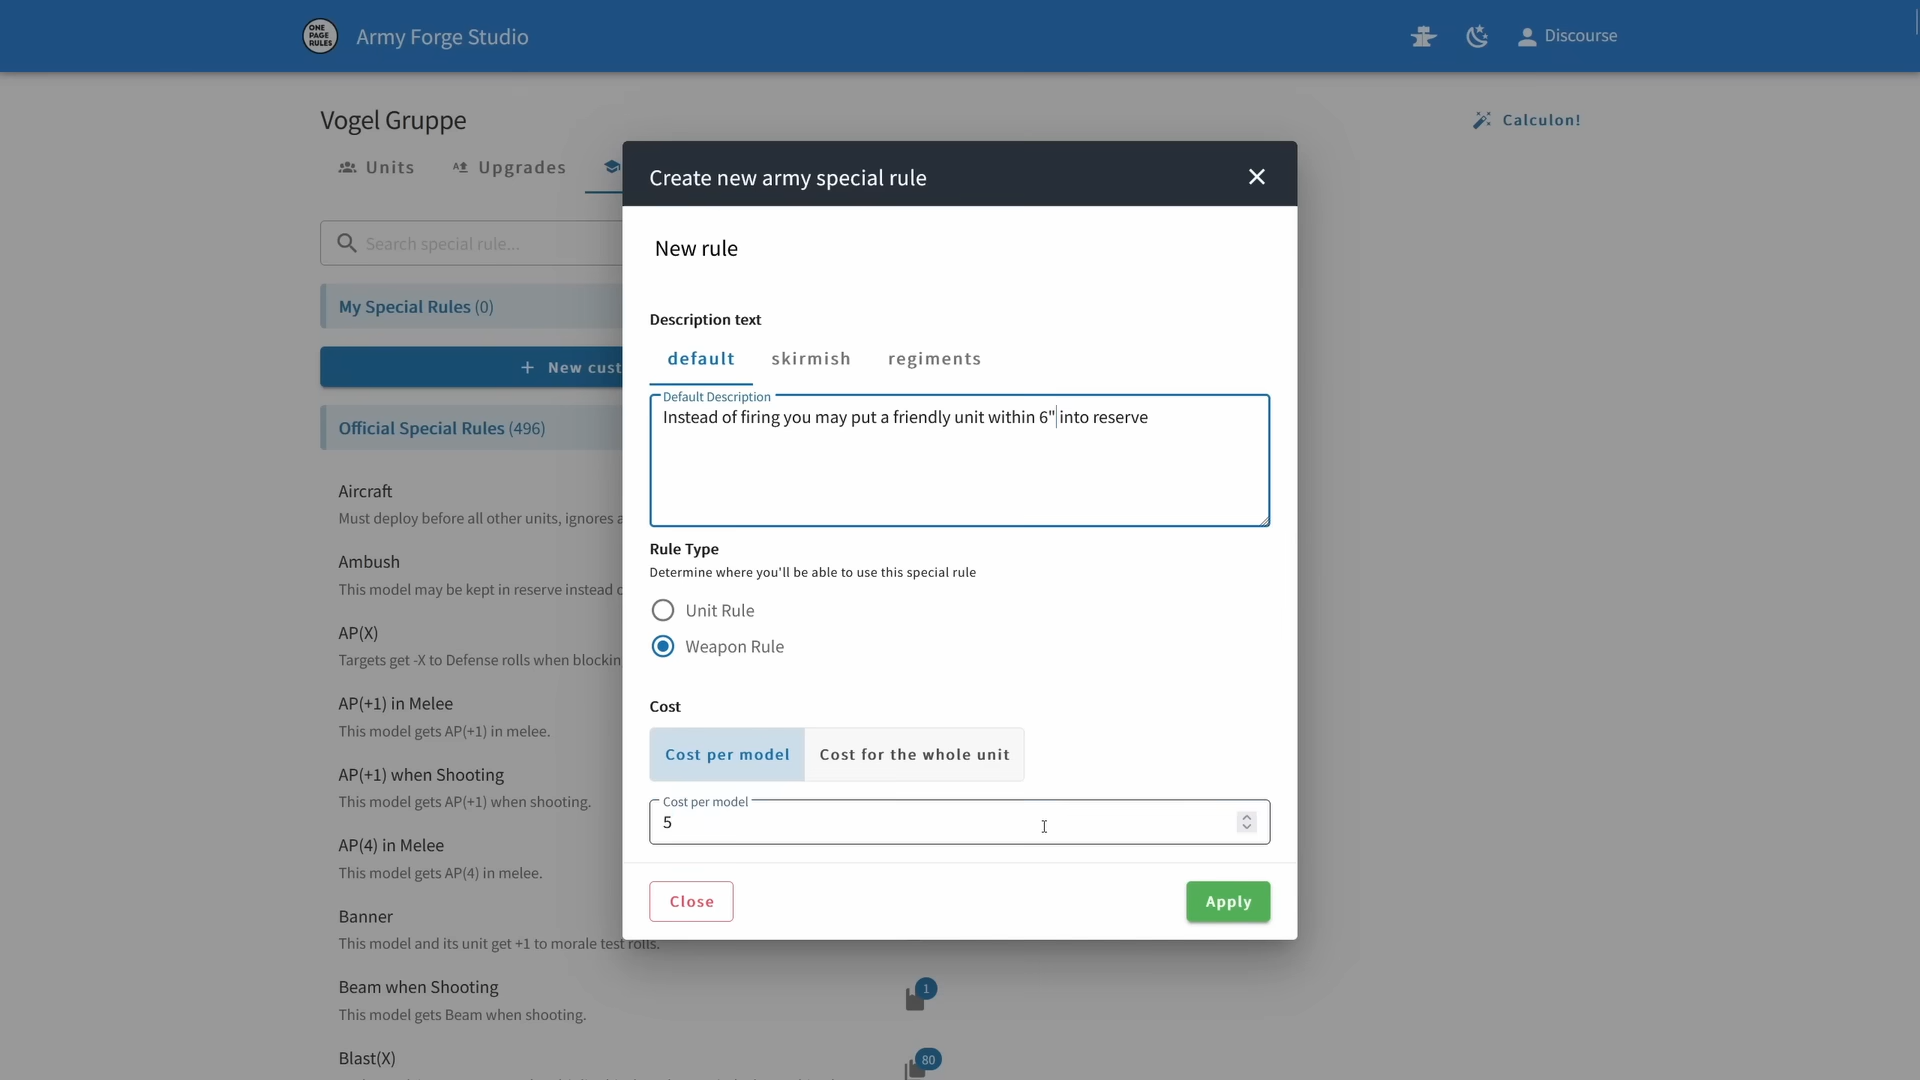 ONE
PAGE
RULES
Army Forge Studio
Discourse
Vogel Gruppe
Calculon!
Units
Upgrades
Search special rule...
My Special Rules (0)
+ New cust
Official Special Rules (496)
Aircraft
Must deploy before all other units, ignores a
Ambush
This model may be kept in reserve instead o
AP(X)
Targets get -X to Defense rolls when blockin
AP(+1) in Melee
This model gets AP(+1) in melee.
AP(+1) when Shooting
This model gets AP(+1) when shooting.
AP(4) in Melee
This model gets AP(4) in melee.
Banner
This model and its unit get +1 to morale test rolls.
Beam when Shooting
1
This model gets Beam when shooting.
Blast(X)
80
Create new army special rule
New rule
Description text
default
skirmish
regiments
Default Description
Instead of firing you may put a friendly unit within 6" into reserve
Rule Type
Determine where you'll be able to use this special rule
Unit Rule
Weapon Rule
Cost
Cost per model
Cost for the whole unit
Cost per model
5
Close
Apply